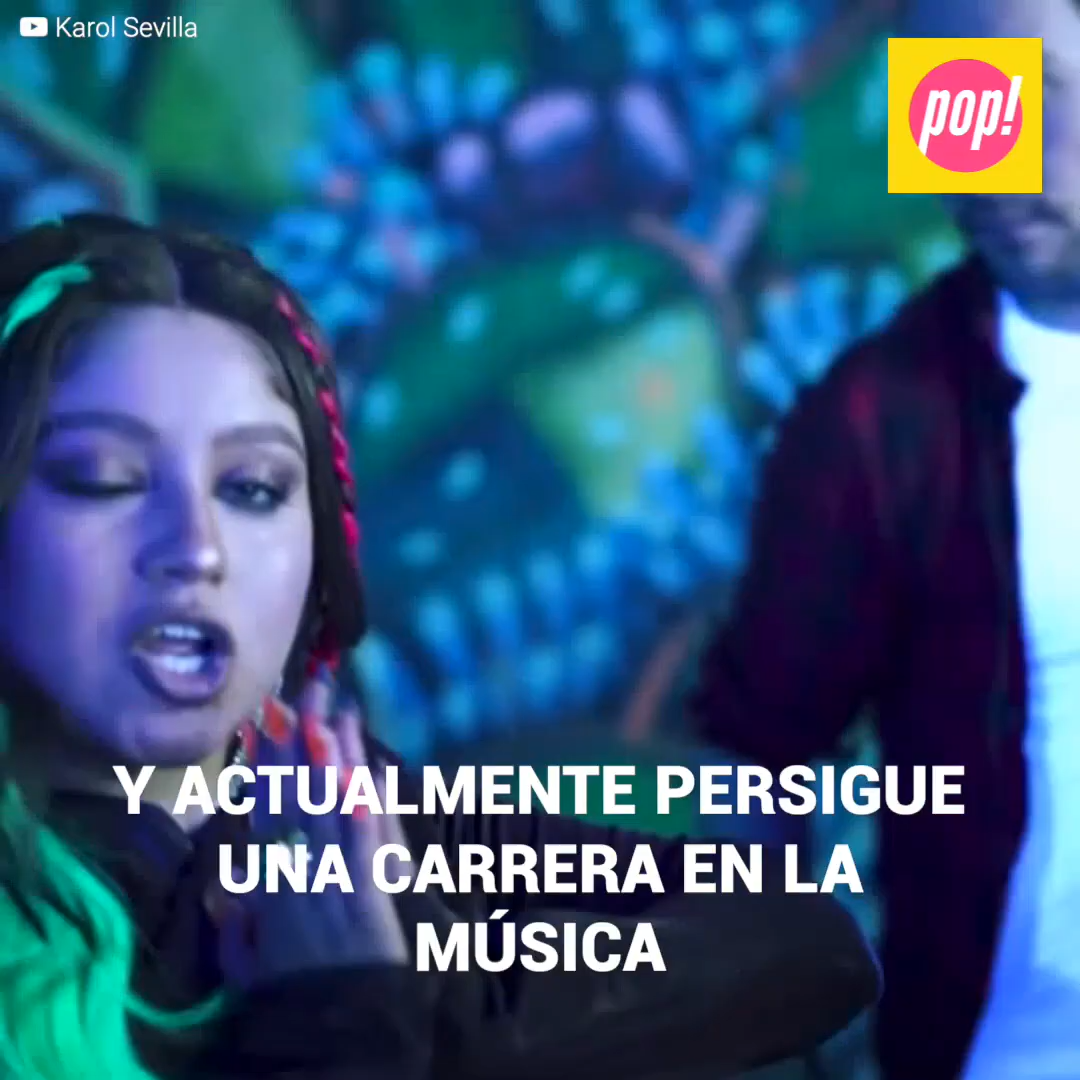 Karol Sevilla
pop!
Y ACTUALMENTE PERSIGUE
UNA CARRERA EN LA
MÚSICA